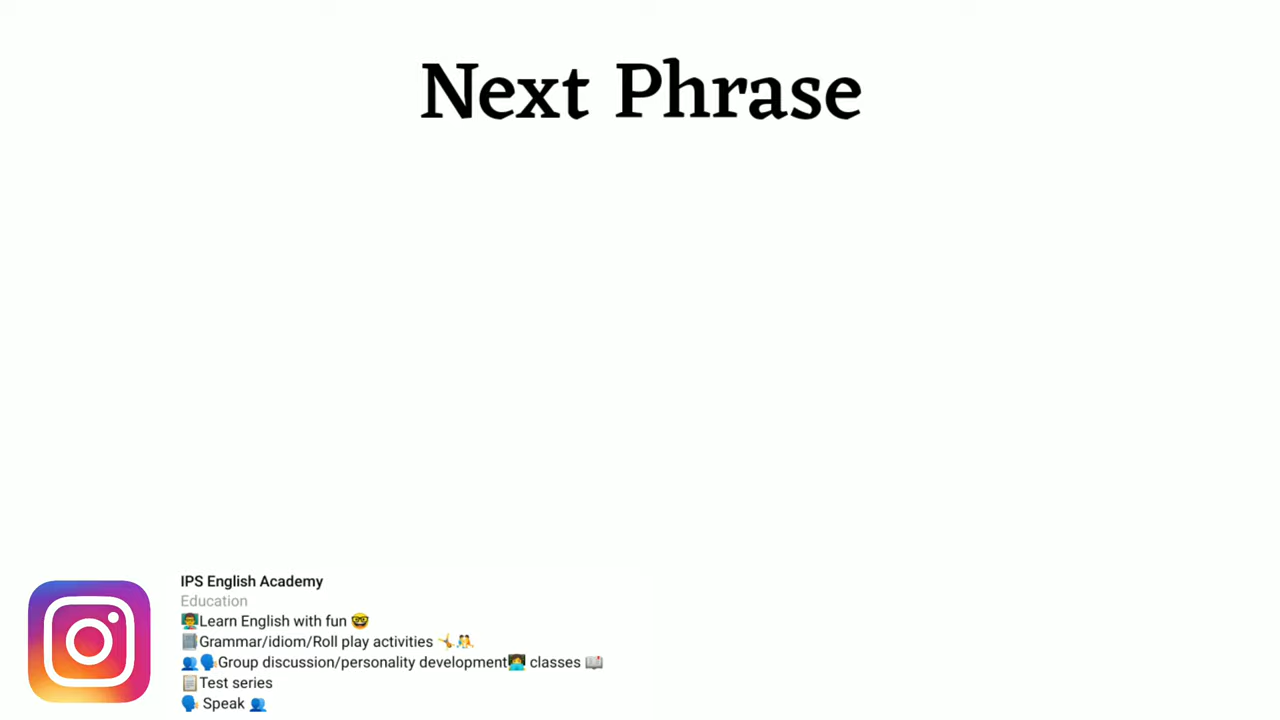 Next Phrase
IPS English Academy
Education
👨‍🏫Learn English with fun 🤓
📘Grammar/idiom/Roll play activities 🤸🤼
👥🗣️Group discussion/personality development🧑‍💻 classes 📖
📋Test series
🗣️ Speak 👥